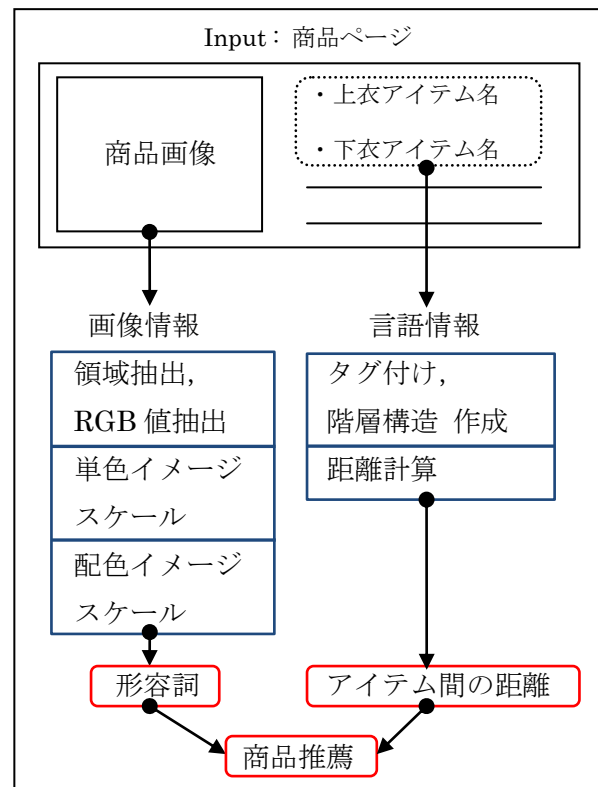 Input：商品ページ
商品画像
・上衣アイテム名
・下衣アイテム名
画像情報
領域抽出,
RGB 値抽出
単色イメージ
スケール
配色イメージ
スケール
形容詞
言語情報
タグ付け,
階層構造 作成
距離計算
アイテム間の距離
商品推薦